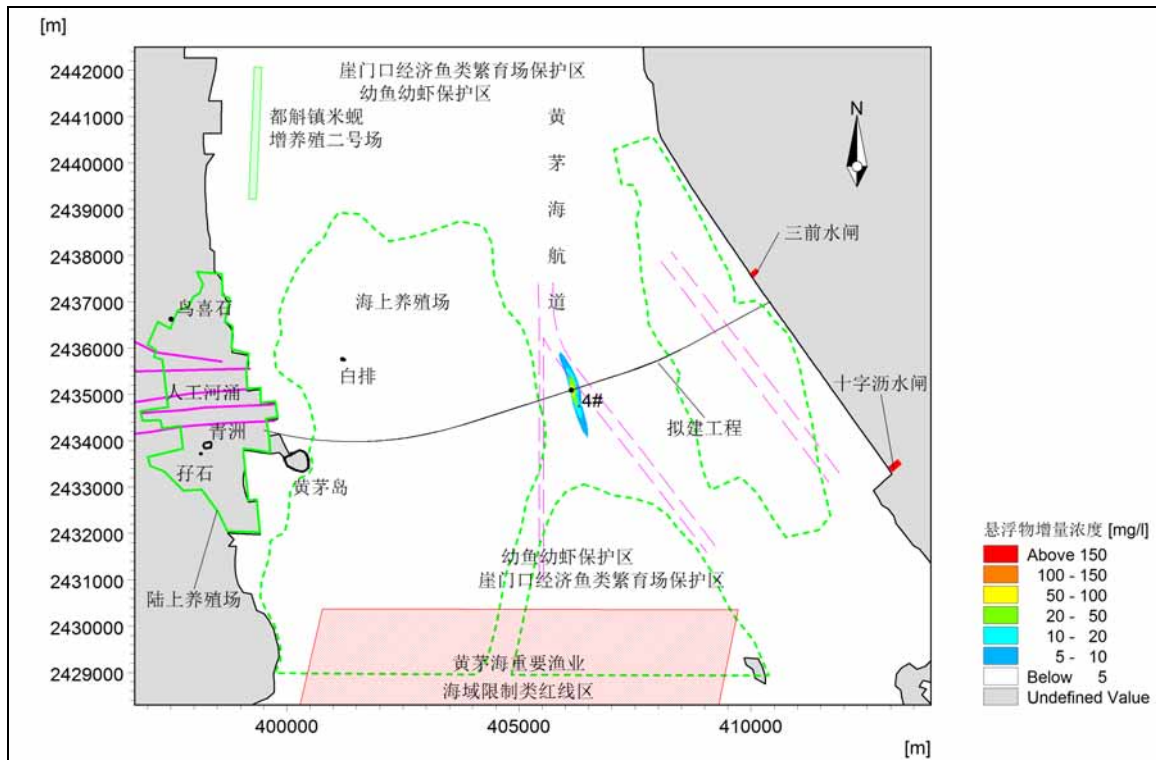 [m]
2442000
2441000
2440000
2439000
2438000
2437000
2436000
2435000
2434000
2433000
2432000
2431000
2430000
2429000
400000
405000
410000
[m]
崖门口经济鱼类繁育场保护区
幼鱼幼虾保护区
都斛镇米蚬
增养殖二号场
黄
茅
海
航
道
N
三前水闸
海上养殖场
鸟喜石
白排
人工河涌
青洲
孖石
黄茅岛
陆上养殖场
4#
拟建工程
十字沥水闸
幼鱼幼虾保护区
崖门口经济鱼类繁育场保护区
黄茅海重要渔业
海域限制类红线区
悬浮物增量浓度 [mg/l]
Above 150
100 - 150
50 - 100
20 - 50
10 - 20
5 - 10
Below 5
Undefined Value